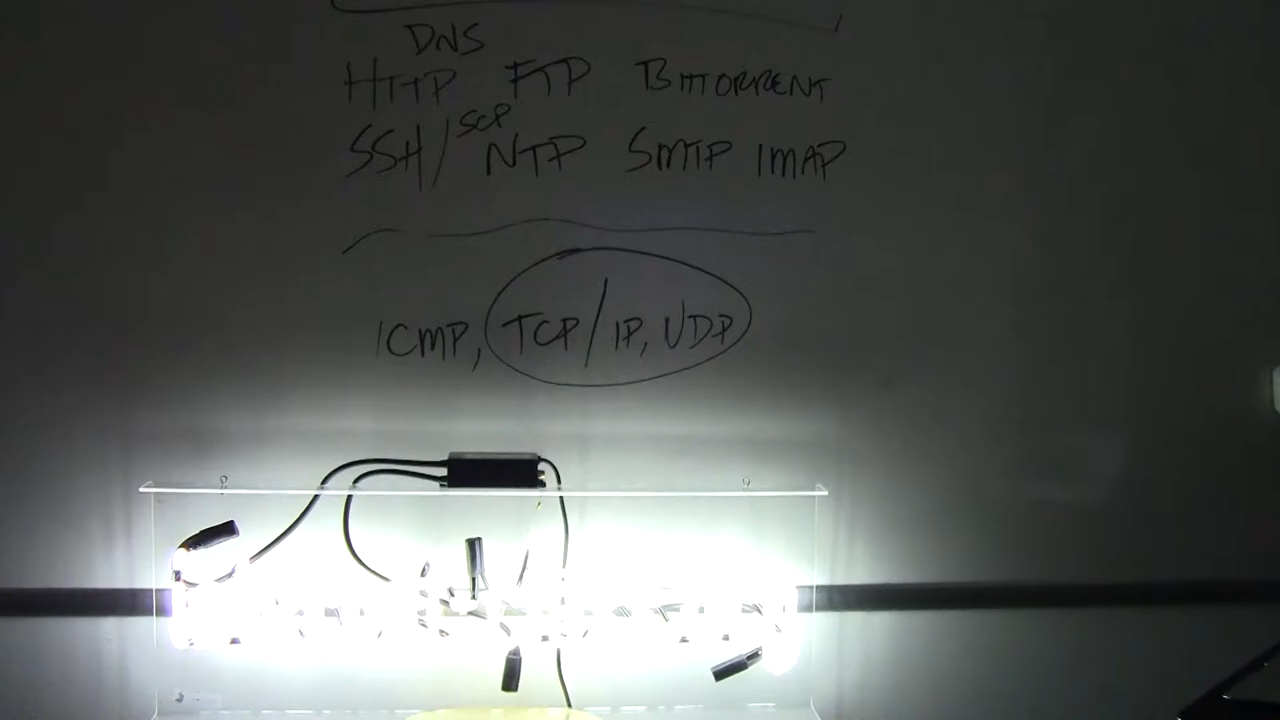 DNS
HTTP FTP BITTORRENT
SSH/SCP NTP SMTP IMAP
ICMP, TCP/IP, UDP